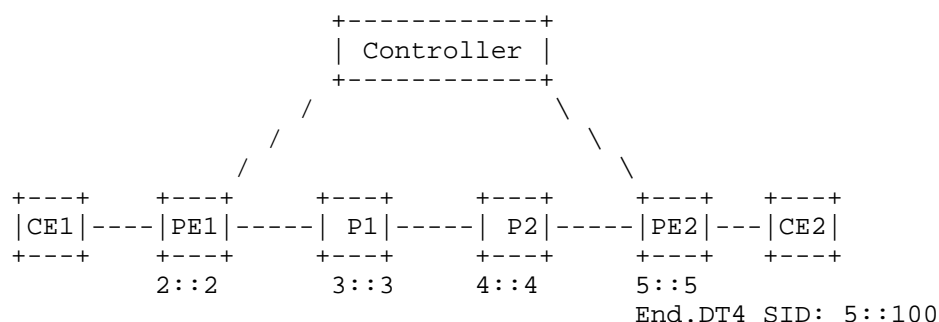 Controller
CE1 PE1 P1 P2 PE2 CE2
2::2 3::3 4::4 5::5
End.DT4 SID: 5::100